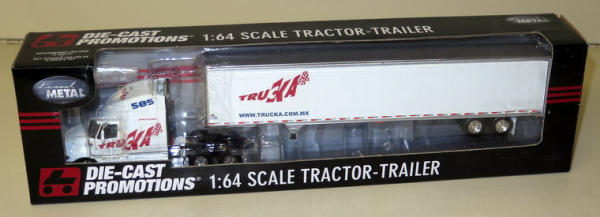 DIE-CAST PROMOTIONS® 1:64 SCALE TRACTOR-TRAILER
METAL
585
TRUCKA
TRUCKA
WWW.TRUCKA.COM.MX
DIE-CAST
PROMOTIONS® 1:64 SCALE TRACTOR-TRAILER